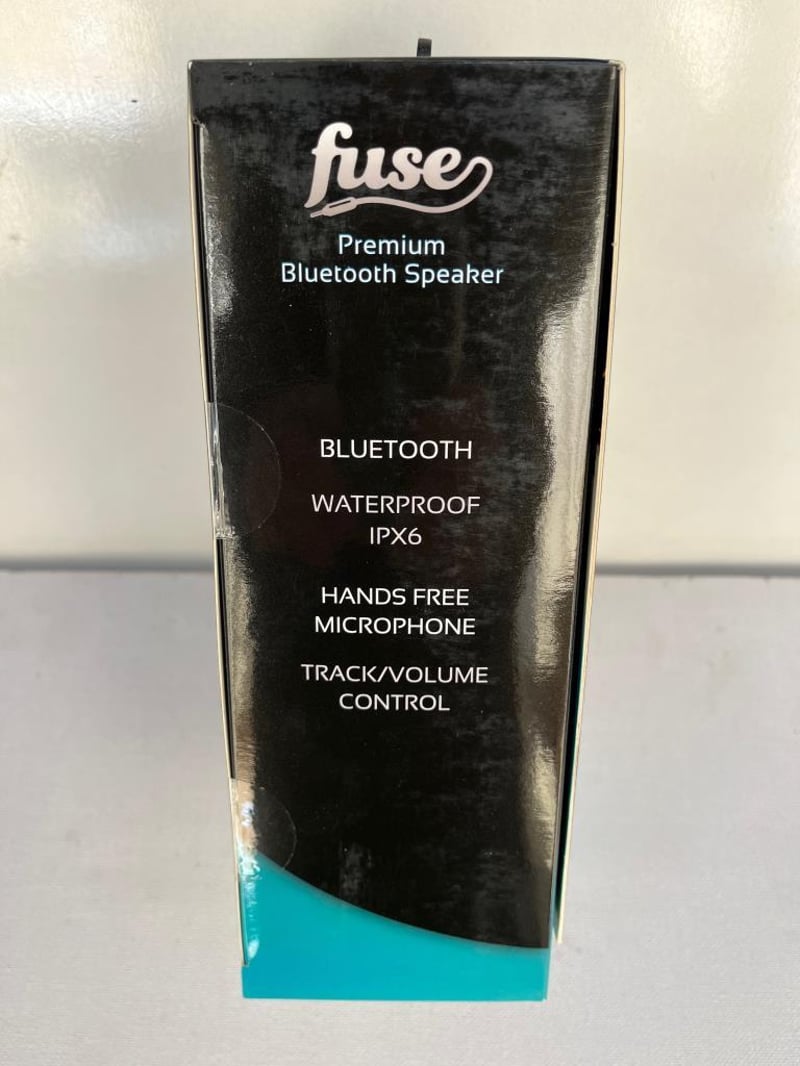 fuse
Premium
Bluetooth Speaker
BLUETOOTH
WATERPROOF
IPX6
HANDS FREE
MICROPHONE
TRACK/VOLUME
CONTROL